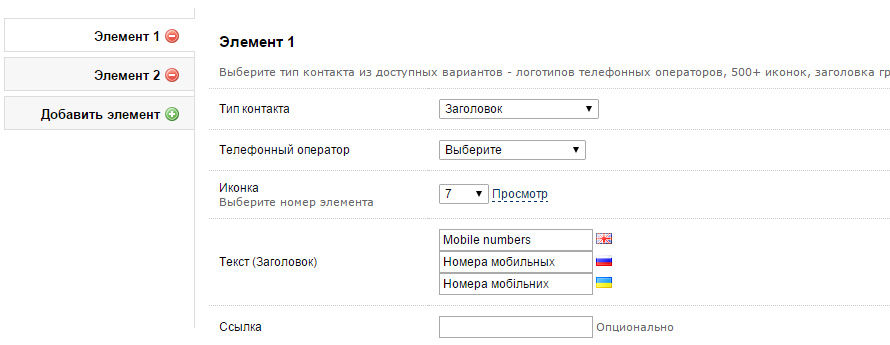 Элемент 1
Элемент 2
Добавить элемент
Элемент 1
Выберите тип контакта из доступных вариантов - логотипов телефонных операторов, 500+ иконок, заголовка гр
Тип контакта Заголовок
Телефонный оператор Выберите
Иконка 7 Просмотр
Выберите номер элемента
Mobile numbers
Текст (Заголовок) Номера мобильных
Номера мобільних
Ссылка Опционально